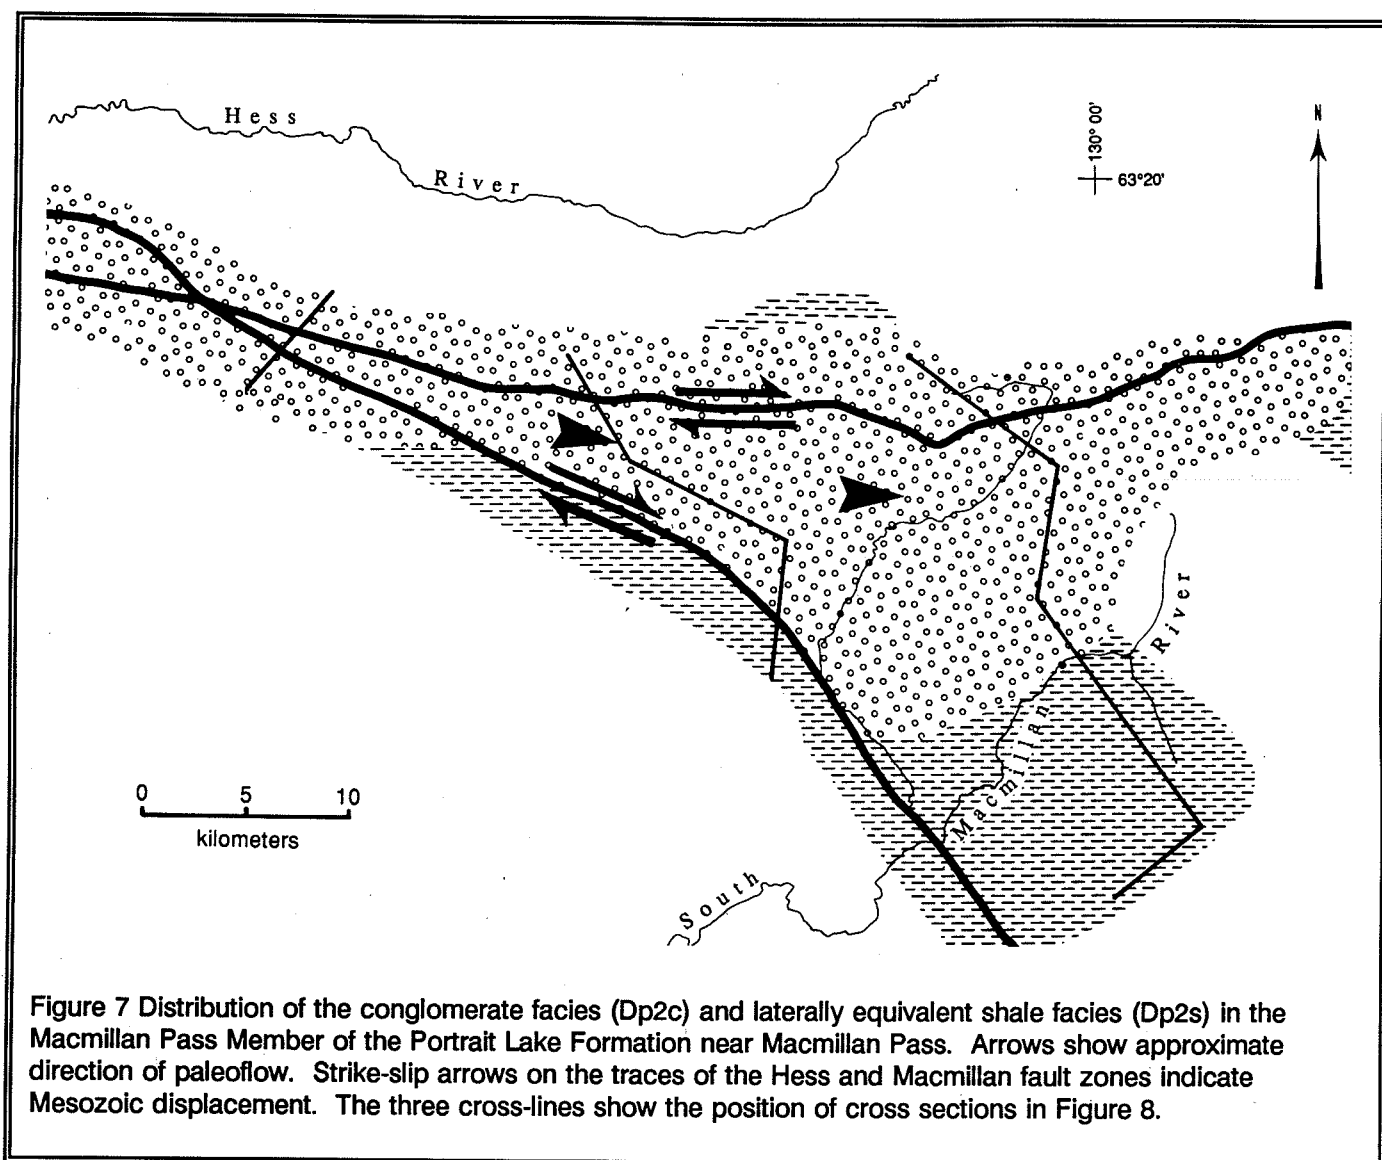 Hess
River
130° 00'
63°20'
N
River
Macmillan
South
0 5 10
kilometers
Figure 7 Distribution of the conglomerate facies (Dp2c) and laterally equivalent shale facies (Dp2s) in the
Macmillan Pass Member of the Portrait Lake Formation near Macmillan Pass. Arrows show approximate
direction of paleoflow. Strike-slip arrows on the traces of the Hess and Macmillan fault zones indicate
Mesozoic displacement. The three cross-lines show the position of cross sections in Figure 8.